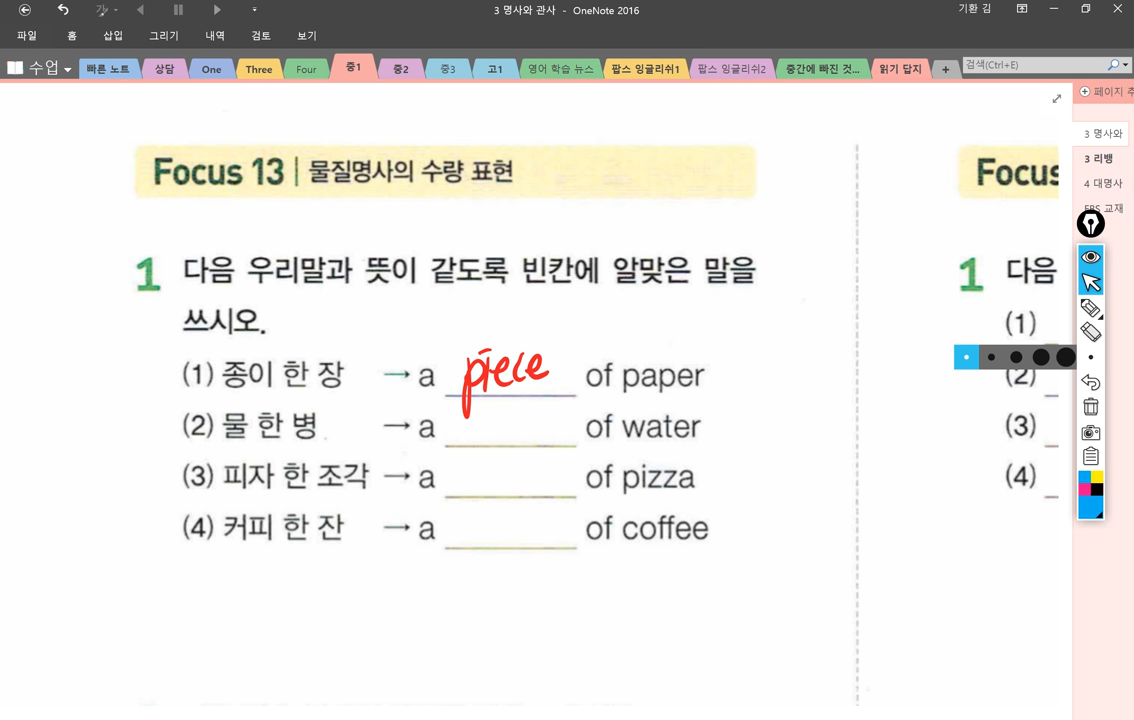 3 명사와 관사 - OneNote 2016
기환 김
파일 홈 삽입 그리기 내역 검토 보기
수업 빠른 노트 상담 One Three Four 중1 중2 중3 고1 영어 학습 뉴스 팝스 잉글리쉬1 팝스 잉글리쉬2 중간에 빠진 것... 읽기 답지 + 검색(Ctrl+E)
페이지 추
3 명사와
3 리뱅
4 대명사
EBS 교재
Focus 13 | 물질명사의 수량 표현
1 다음 우리말과 뜻이 같도록 빈칸에 알맞은 말을
쓰시오.
(1) 종이 한 장 → a piece of paper
(2) 물 한 병 → a ______ of water
(3) 피자 한 조각 → a ______ of pizza
(4) 커피 한 잔 → a ______ of coffee
Focus
1 다음
(1)
(2)
(3)
(4)